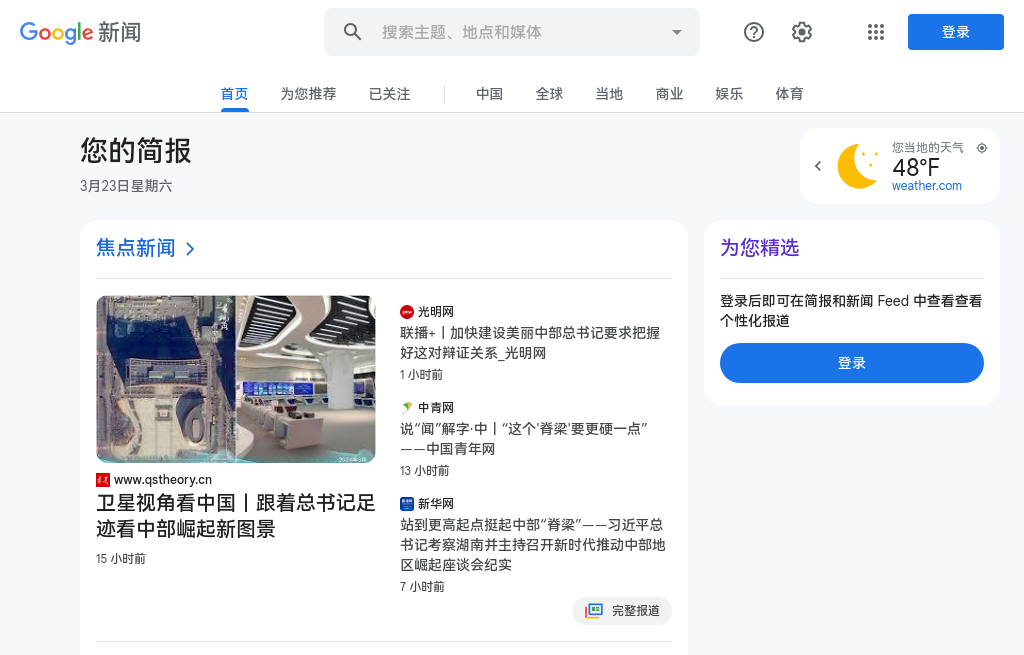 Google 新闻
搜索主题、地点和媒体
登录
首页
为您推荐
已关注
中国
全球
当地
商业
娱乐
体育
您的简报
3月23日星期六
您当地的天气
48°F
weather.com
焦点新闻
www.qstheory.cn
卫星视角看中国丨跟着总书记足
迹看中部崛起新图景
15 小时前
光明网
联播+丨加快建设美丽中部总书记要求把握
好这对辩证关系_光明网
1 小时前
中青网
说“闻”解字·中丨“这个'脊梁'要更硬一点”
——中国青年网
13 小时前
新华网
站到更高起点挺起中部“脊梁”——习近平总
书记考察湖南并主持召开新时代推动中部地
区崛起座谈会纪实
7 小时前
完整报道
为您精选
登录后即可在简报和新闻 Feed 中查看查看
个性化报道
登录